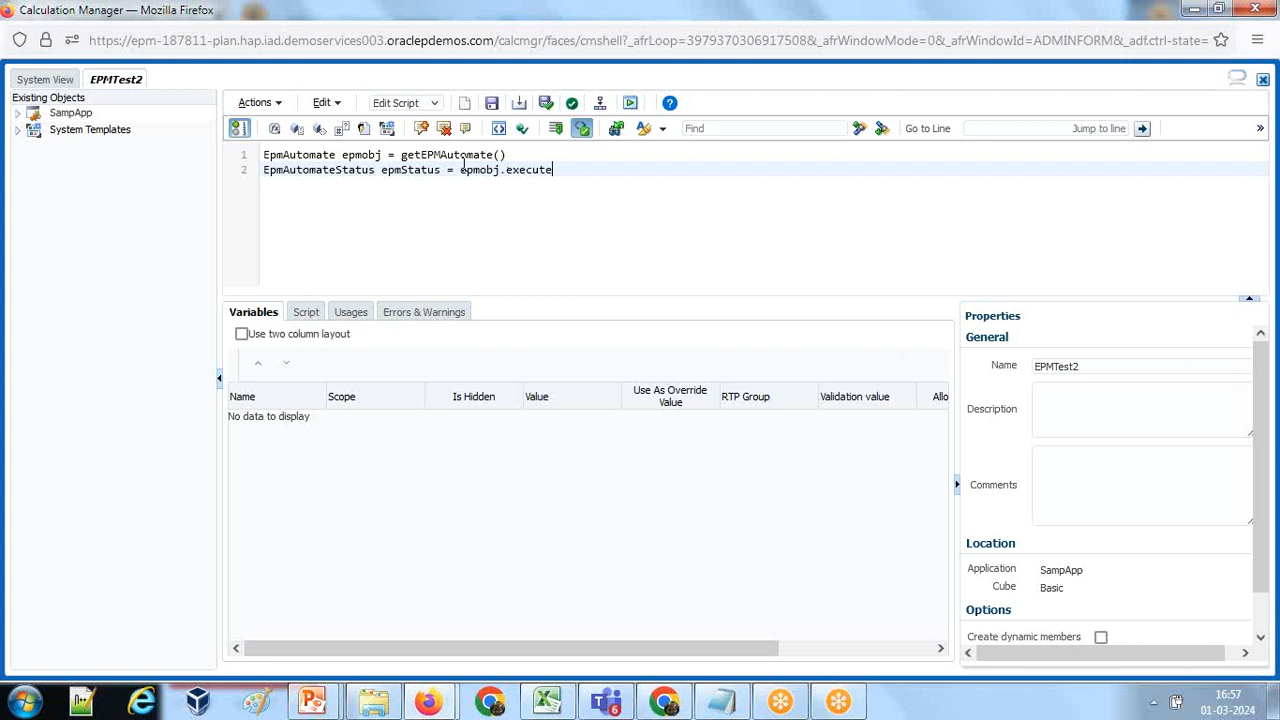 Calculation Manager — Mozilla Firefox
https://epm-187811-plan.hap.iad.demoservices003.oraclepdemos.com/calcmgr/faces/cmshell?_afrLoop=39793703069175088&_afrWindowMode=0&_afrWindowId=ADMINFORM&_adf.ctrl-state=
System View
EPMTest2
Existing Objects
SampApp
System Templates
Actions
Edit
Edit Script
Find
Go to Line
Jump to line
»
1 EpmAutomate epmobj = getEPMAutomate()
2 EpmAutomateStatus epmStatus = epmobj.execute
Variables
Script
Usages
Errors & Warnings
Use two column layout
Name
Scope
Is Hidden
Value
Use As Override
Value
RTP Group
Validation value
Allo
No data to display
Properties
General
Name
EPMTest2
Description
Comments
Location
Application
SampApp
Cube
Basic
Options
Create dynamic members
6
16:57
01-03-2024